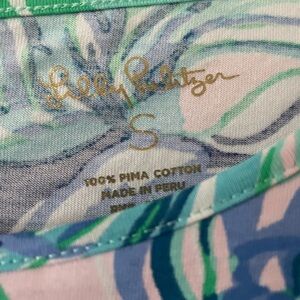 Lilly Pulitzer
S
100% PIMA COTTON
MADE IN PERU